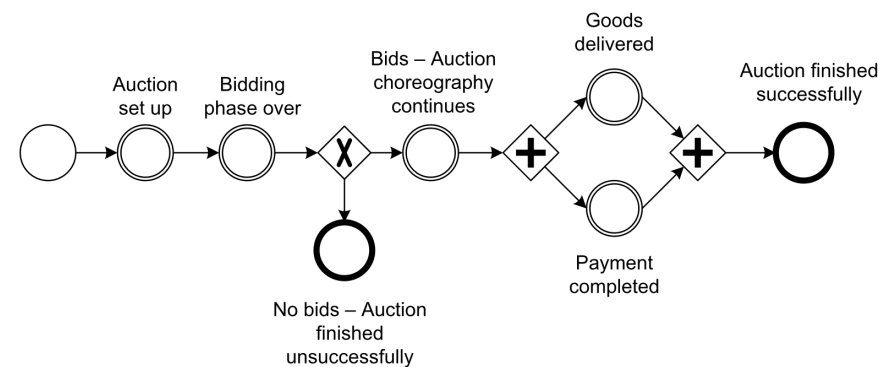 Auction
set up
Bidding
phase over
Bids – Auction
choreography
continues
Goods
delivered
Auction finished
successfully
Payment
completed
No bids – Auction
finished
unsuccessfully